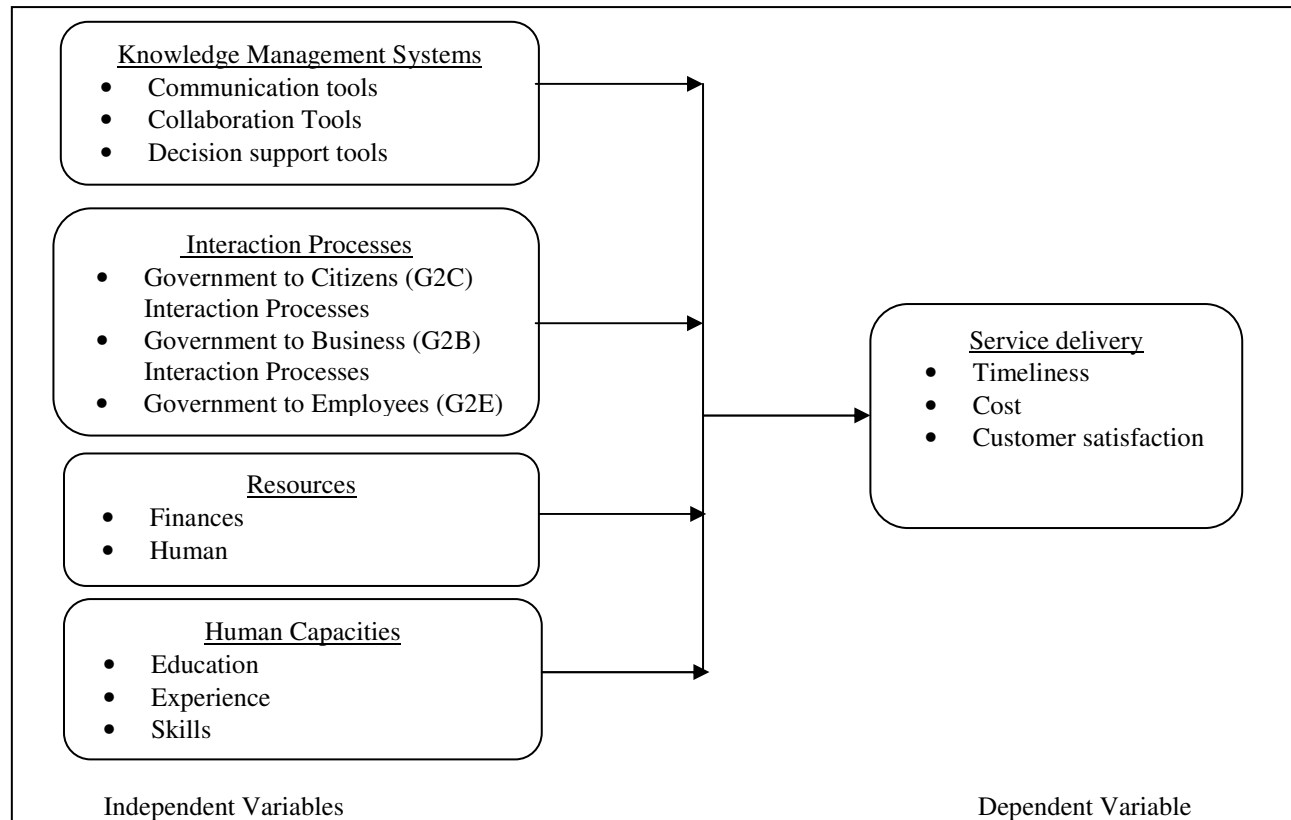 Knowledge Management Systems
• Communication tools
• Collaboration Tools
• Decision support tools
Interaction Processes
• Government to Citizens (G2C)
Interaction Processes
• Government to Business (G2B)
Interaction Processes
• Government to Employees (G2E)
Resources
• Finances
• Human
Human Capacities
• Education
• Experience
• Skills
Service delivery
• Timeliness
• Cost
• Customer satisfaction
Independent Variables
Dependent Variable